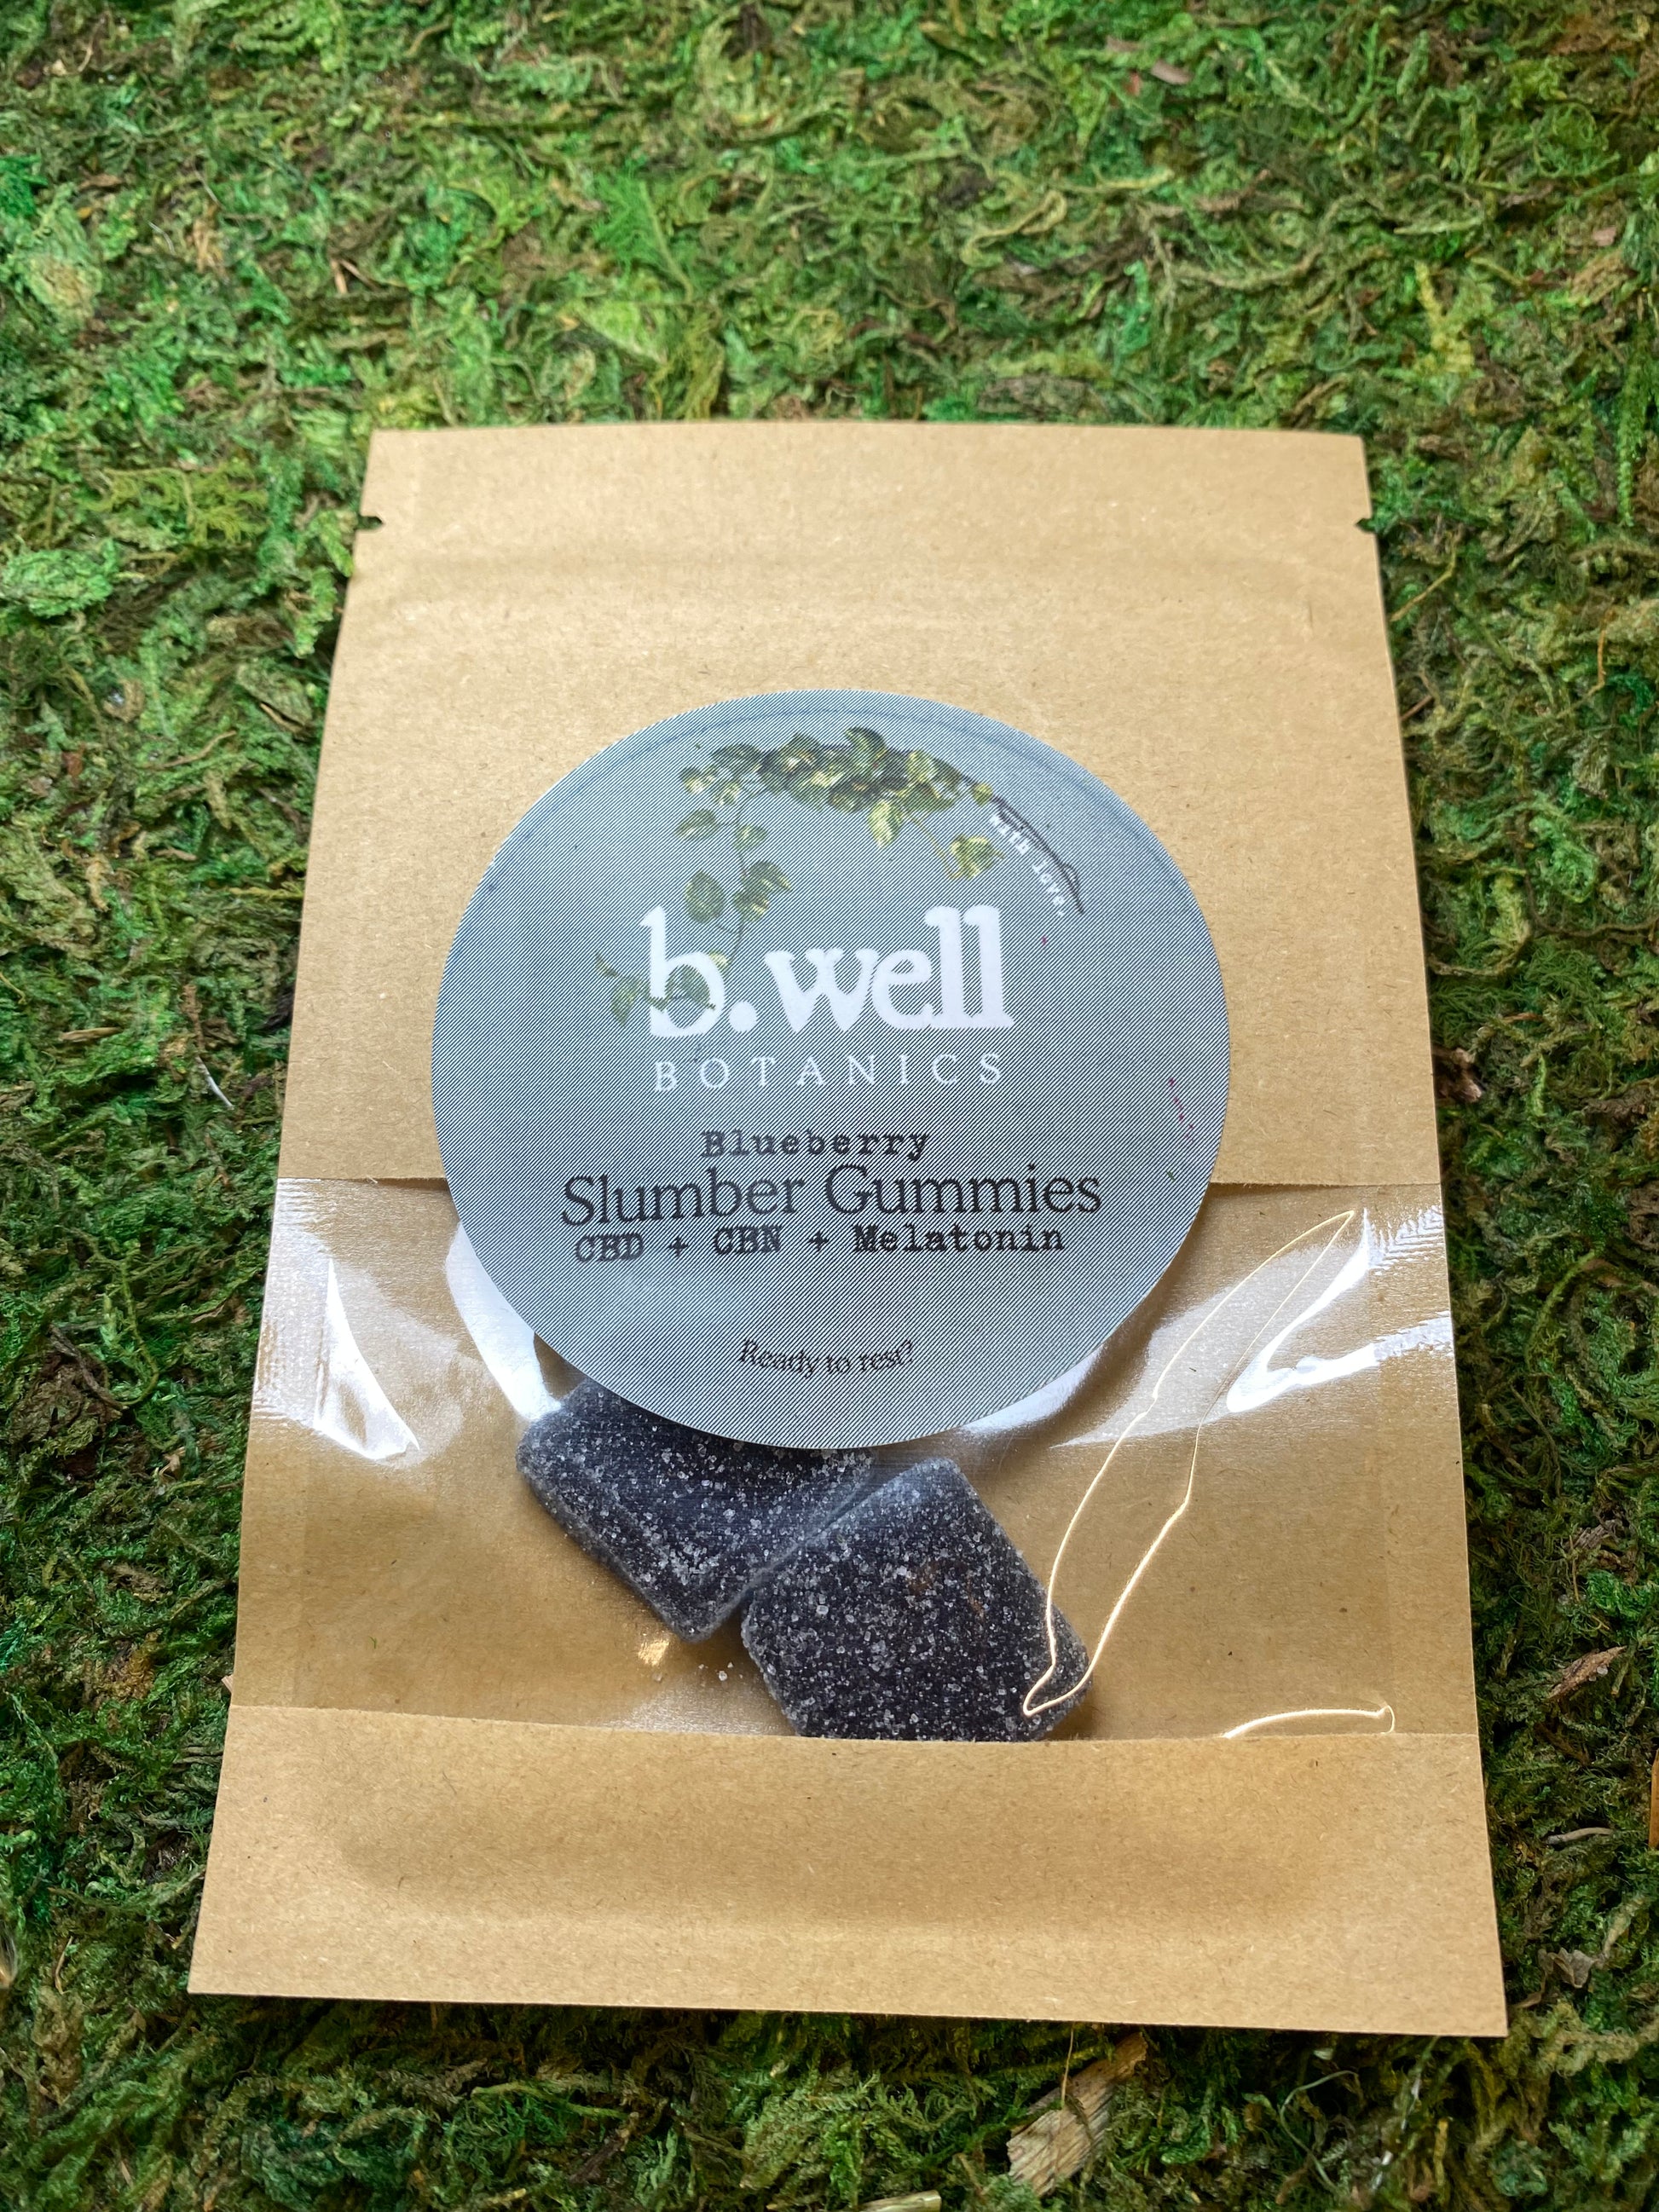 with love,
b.well
BOTANICS
Blueberry
Slumber Gummies
CBD + CBN + Melatonin
Ready to rest?